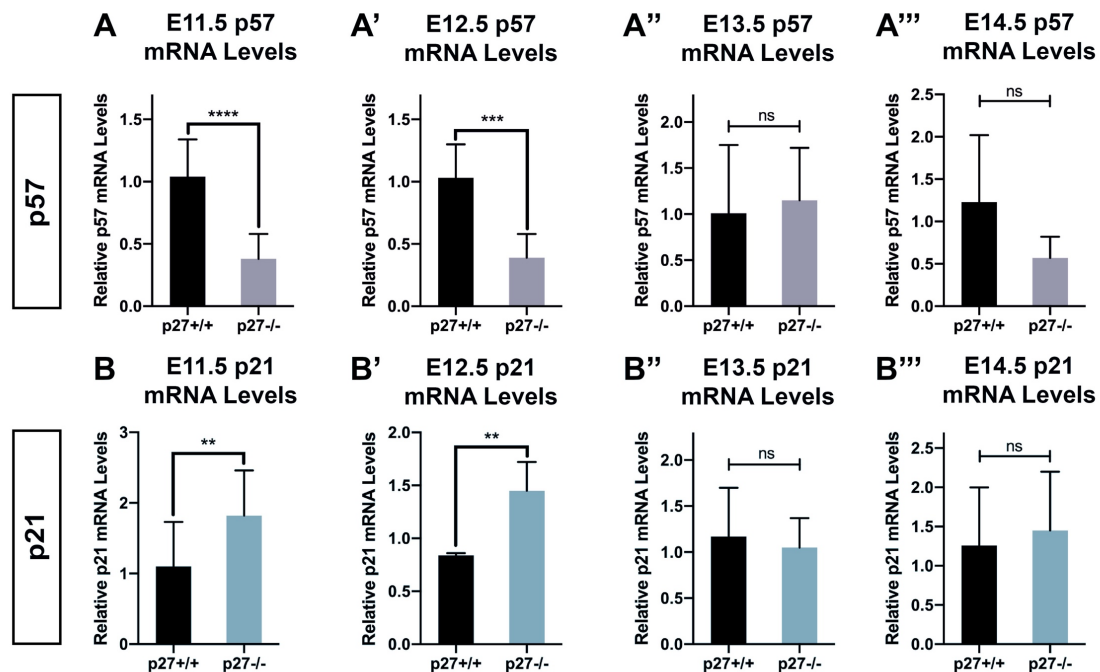 A
E11.5 p57
mRNA Levels
A'
E12.5 p57
mRNA Levels
A''
E13.5 p57
mRNA Levels
A'''
E14.5 p57
mRNA Levels
p57
Relative p57 mRNA Levels
1.5
1.0
0.5
0.0
****
p27+/+
p27-/-
Relative p57 mRNA Levels
1.5
1.0
0.5
0.0
***
p27+/+
p27-/-
Relative p57 mRNA Levels
2.0
1.5
1.0
0.5
0.0
ns
p27+/+
p27-/-
Relative p57 mRNA Levels
2.5
2.0
1.5
1.0
0.5
0.0
ns
p27+/+
p27-/-
B
E11.5 p21
mRNA Levels
B'
E12.5 p21
mRNA Levels
B''
E13.5 p21
mRNA Levels
B'''
E14.5 p21
mRNA Levels
p21
Relative p21 mRNA Levels
3
2
1
0
**
p27+/+
p27-/-
Relative p21 mRNA Levels
2.0
1.5
1.0
0.5
0.0
**
p27+/+
p27-/-
Relative p21 mRNA Levels
2.0
1.5
1.0
0.5
0.0
ns
p27+/+
p27-/-
Relative p21 mRNA Levels
2.5
2.0
1.5
1.0
0.5
0.0
ns
p27+/+
p27-/-